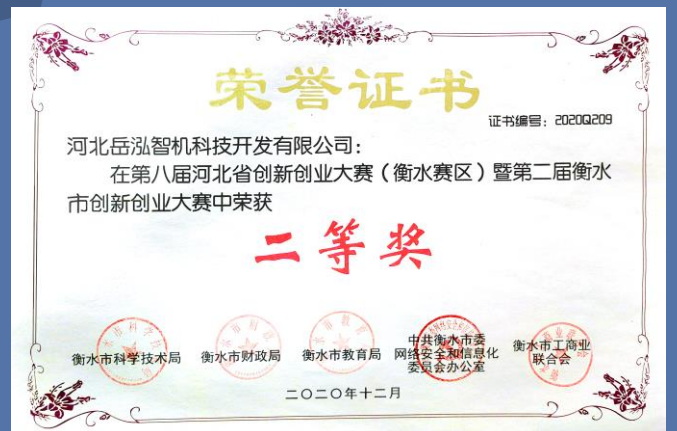 荣誉证书
证书编号：2020Q209
河北岳泓智机科技开发有限公司：
在第八届河北省创新创业大赛（衡水赛区）暨第二届衡水
市创新创业大赛中荣获
二等奖
衡水市科学技术局
衡水市财政局
衡水市教育局
中共衡水市委
网络安全和信息化
委员会办公室
衡水市工商业
联合会
二〇二〇年十二月